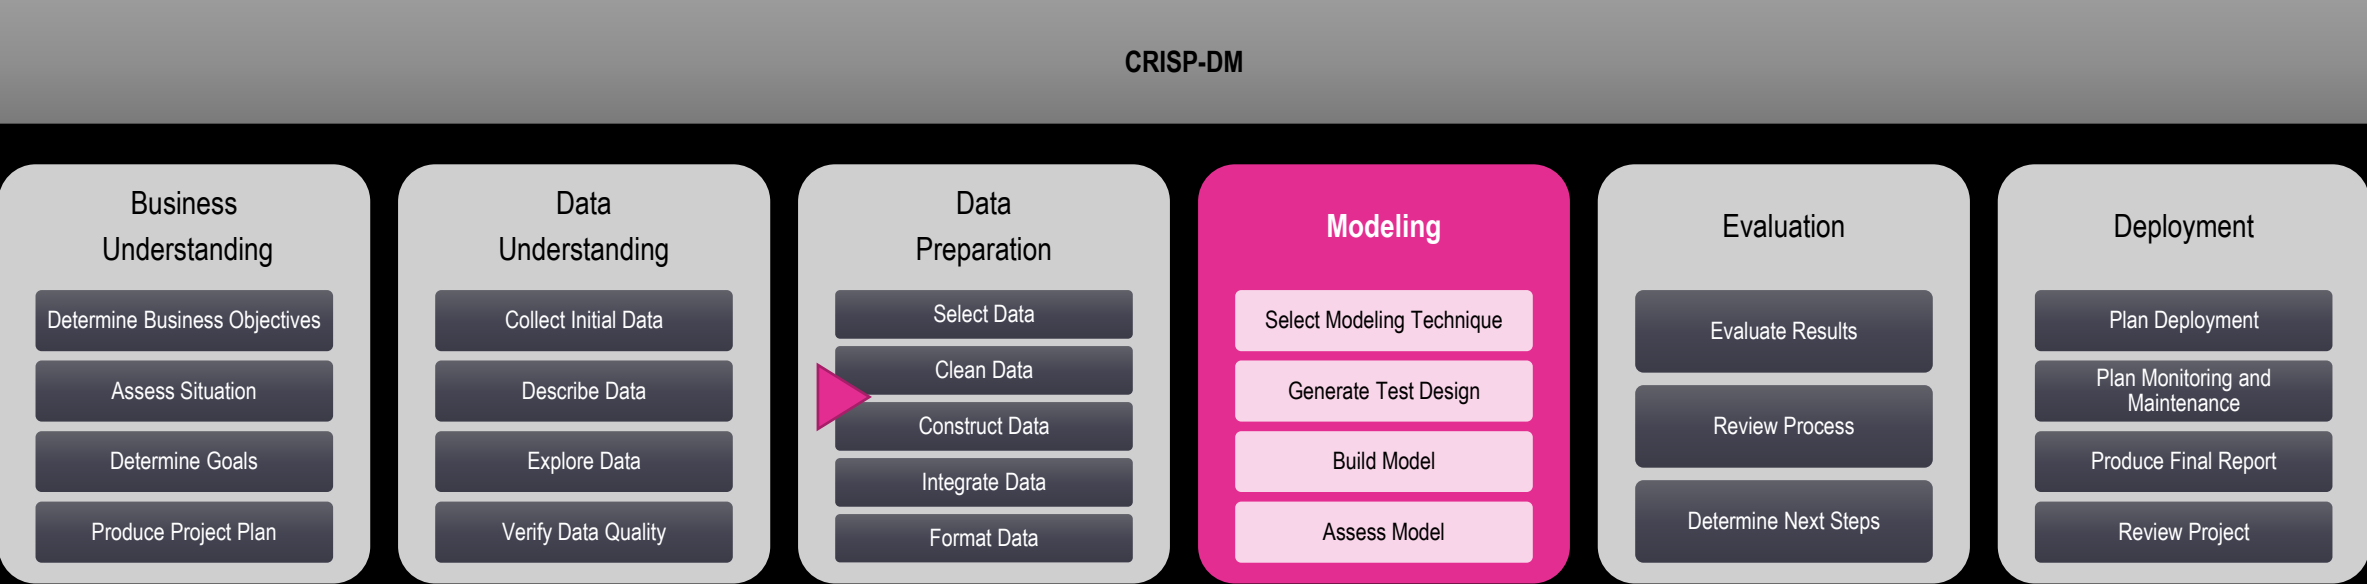 CRISP-DM
Business
Understanding
Determine Business Objectives
Assess Situation
Determine Goals
Produce Project Plan
Data
Understanding
Collect Initial Data
Describe Data
Explore Data
Verify Data Quality
Data
Preparation
Select Data
Clean Data
Construct Data
Integrate Data
Format Data
Modeling
Select Modeling Technique
Generate Test Design
Build Model
Assess Model
Evaluation
Evaluate Results
Review Process
Determine Next Steps
Deployment
Plan Deployment
Plan Monitoring and
Maintenance
Produce Final Report
Review Project